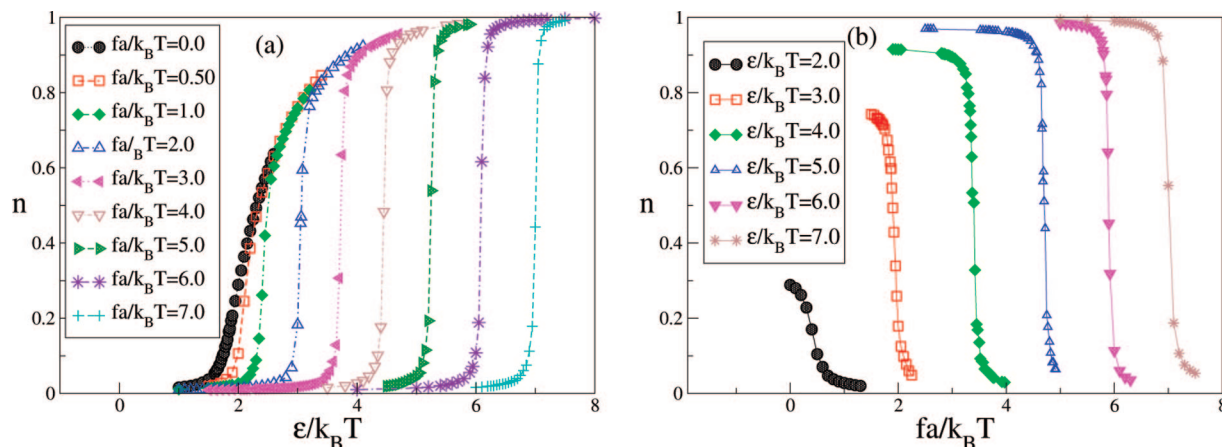 (a)
fa/k_BT=0.0
fa/k_BT=0.50
fa/k_BT=1.0
fa/_BT=2.0
fa/k_BT=3.0
fa/k_BT=4.0
fa/k_BT=5.0
fa/k_BT=6.0
fa/k_BT=7.0
n
1
0.8
0.6
0.4
0.2
0
0 2 4 6 8
ε/k_BT
(b)
ε/k_BT=2.0
ε/k_BT=3.0
ε/k_BT=4.0
ε/k_BT=5.0
ε/k_BT=6.0
ε/k_BT=7.0
n
1
0.8
0.6
0.4
0.2
0
0 2 4 6 8
fa/k_BT